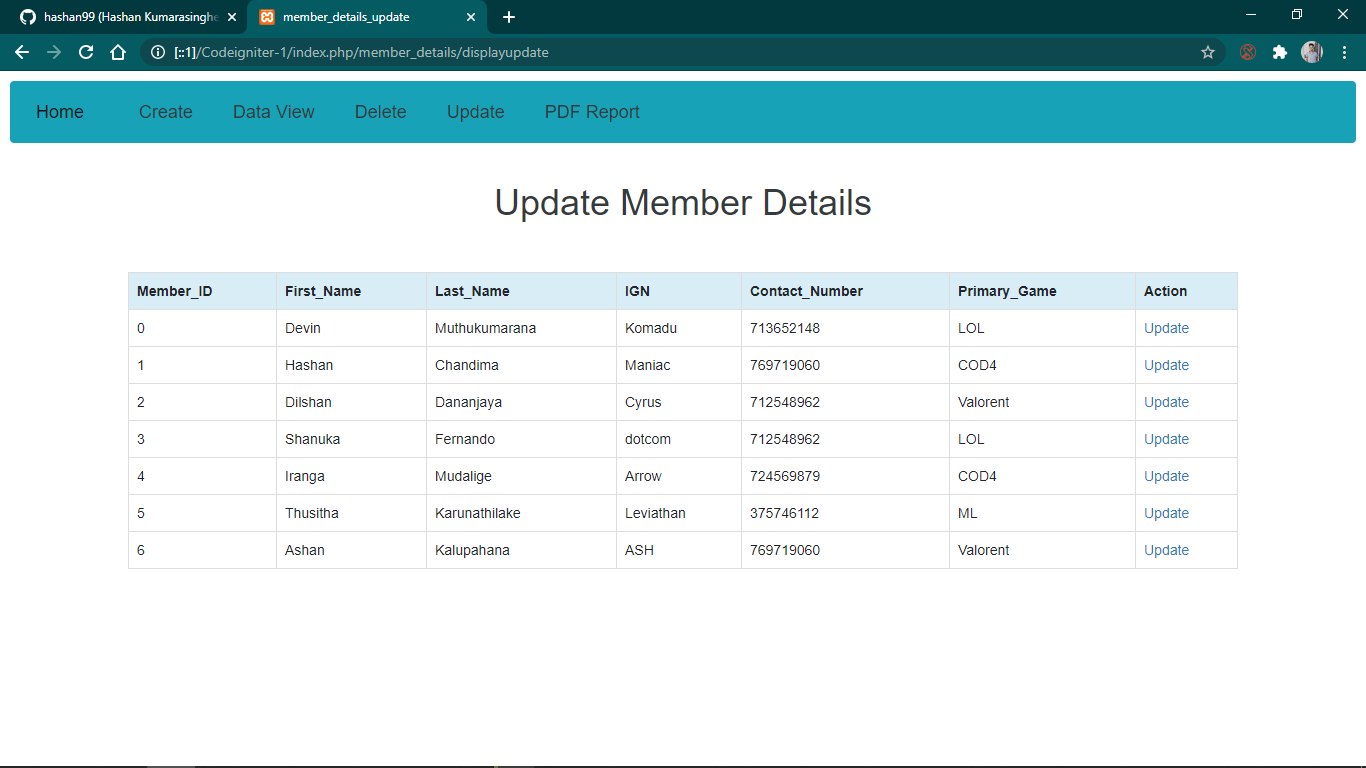 hashan99 (Hashan Kumarasinghe
member_details_update
[::1]/Codeigniter-1/index.php/member_details/displayupdate
Home Create Data View Delete Update PDF Report
Update Member Details
Member_ID First_Name Last_Name IGN Contact_Number Primary_Game Action
0 Devin Muthukumarana Komadu 713652148 LOL Update
1 Hashan Chandima Maniac 769719060 COD4 Update
2 Dilshan Dananjaya Cyrus 712548962 Valorent Update
3 Shanuka Fernando dotcom 712548962 LOL Update
4 Iranga Mudalige Arrow 724569879 COD4 Update
5 Thusitha Karunathilake Leviathan 375746112 ML Update
6 Ashan Kalupahana ASH 769719060 Valorent Update